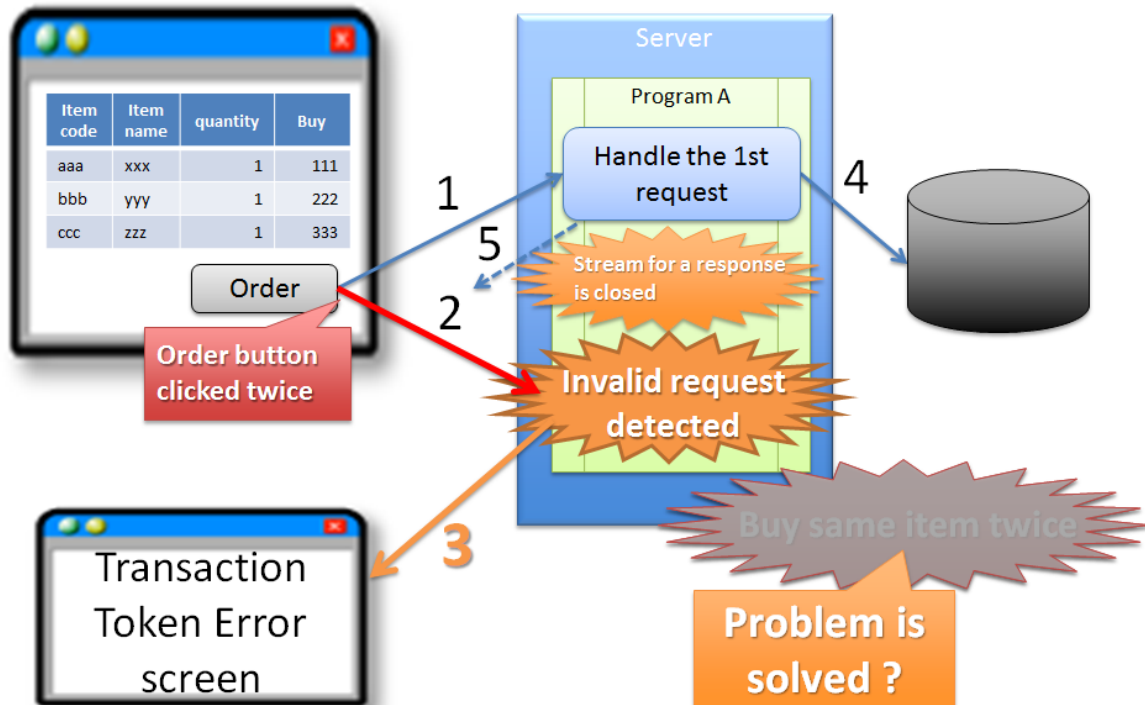 Server
Program A
Item code
Item name
quantity
Buy
aaa xxx 1 111
bbb yyy 1 222
ccc zzz 1 333
Order
Order button
clicked twice
1
2
Handle the 1st
request
4
5
Stream for a response
is closed
Invalid request
detected
3
Transaction
Token Error
screen
Buy same item twice
Problem is
solved ?